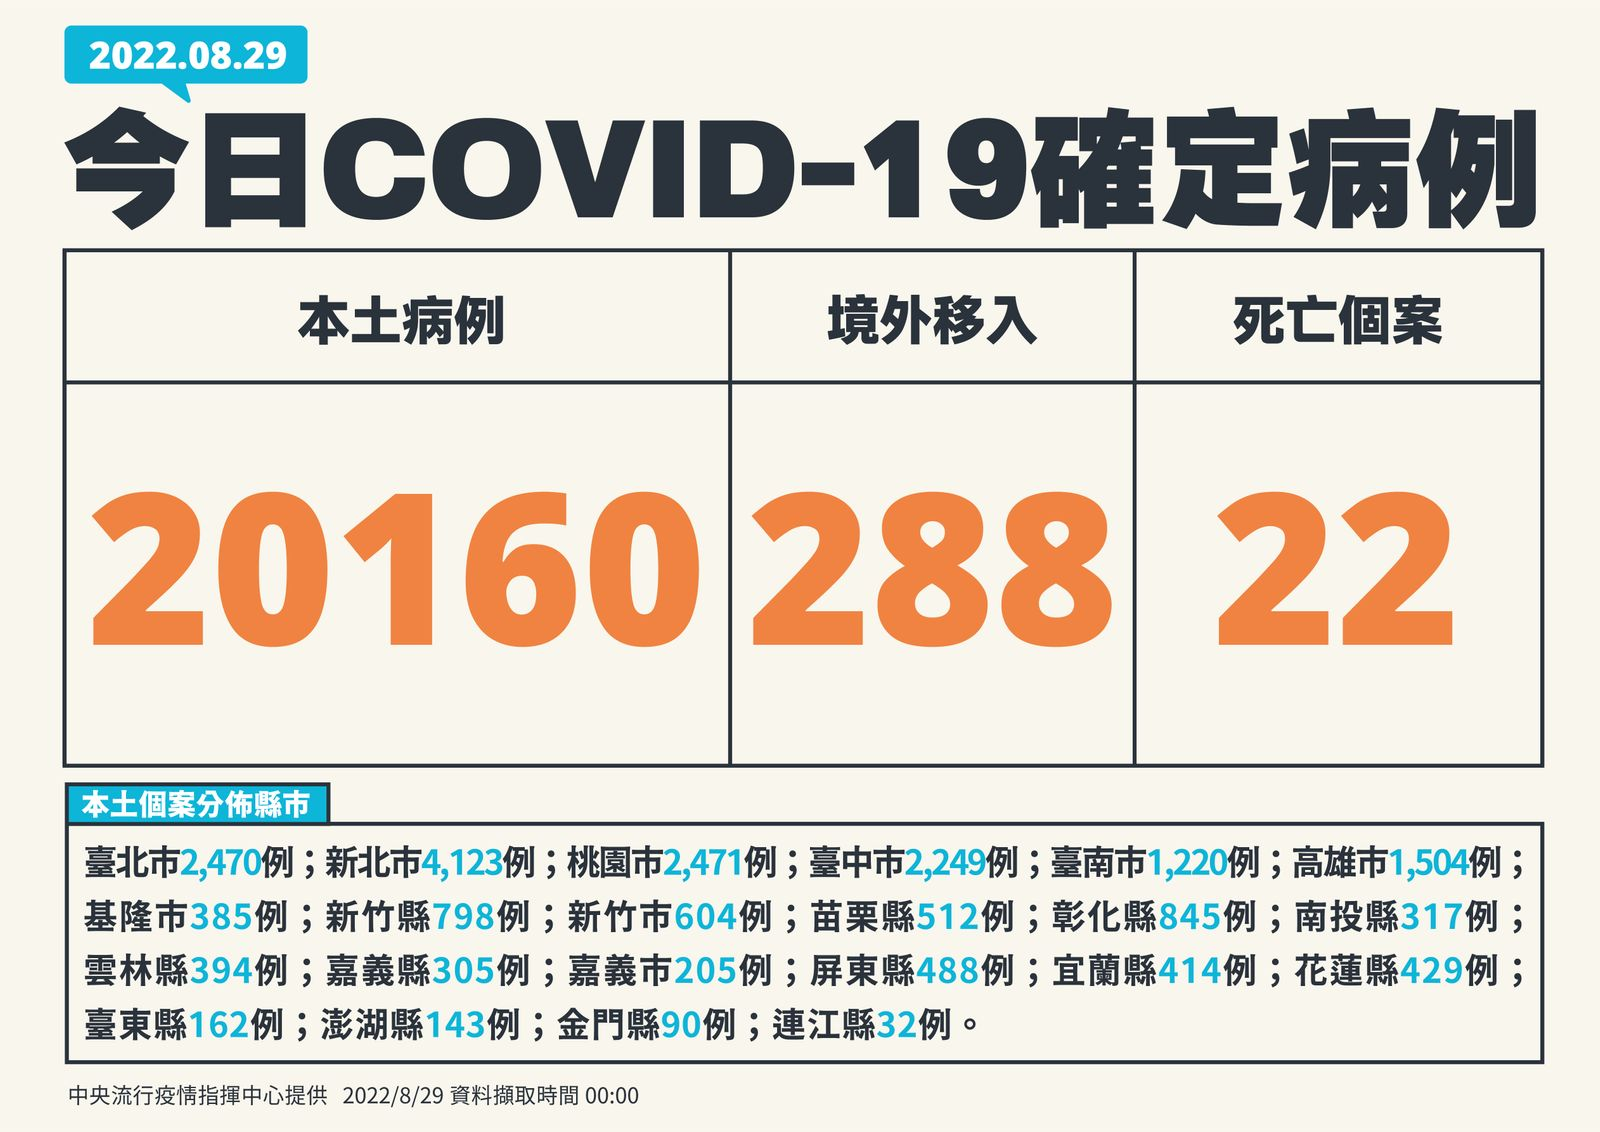 2022.08.29
今日COVID-19確定病例
本土病例
境外移入
死亡個案
20160
288
22
本土個案分佈縣市
臺北市2,470例；新北市4,123例；桃園市2,471例；臺中市2,249例；臺南市1,220例；高雄市1,504例；
基隆市385例；新竹縣798例；新竹市604例；苗栗縣512例；彰化縣845例；南投縣317例；
雲林縣394例；嘉義縣305例；嘉義市205例；屏東縣488例；宜蘭縣414例；花蓮縣429例；
臺東縣162例；澎湖縣143例；金門縣90例；連江縣32例。
中央流行疫情指揮中心提供 2022/8/29 資料擷取時間 00:00